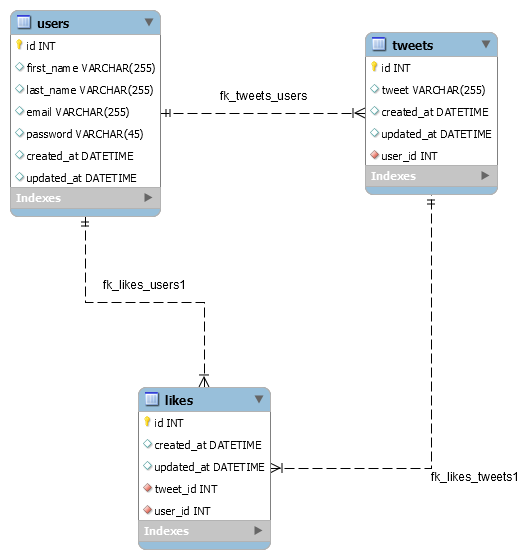 users
id INT
first_name VARCHAR(255)
last_name VARCHAR(255)
email VARCHAR(255)
password VARCHAR(45)
created_at DATETIME
updated_at DATETIME
Indexes
fk_tweets_users
tweets
id INT
tweet VARCHAR(255)
created_at DATETIME
updated_at DATETIME
user_id INT
Indexes
fk_likes_users1
likes
id INT
created_at DATETIME
updated_at DATETIME
tweet_id INT
user_id INT
Indexes
fk_likes_tweets1